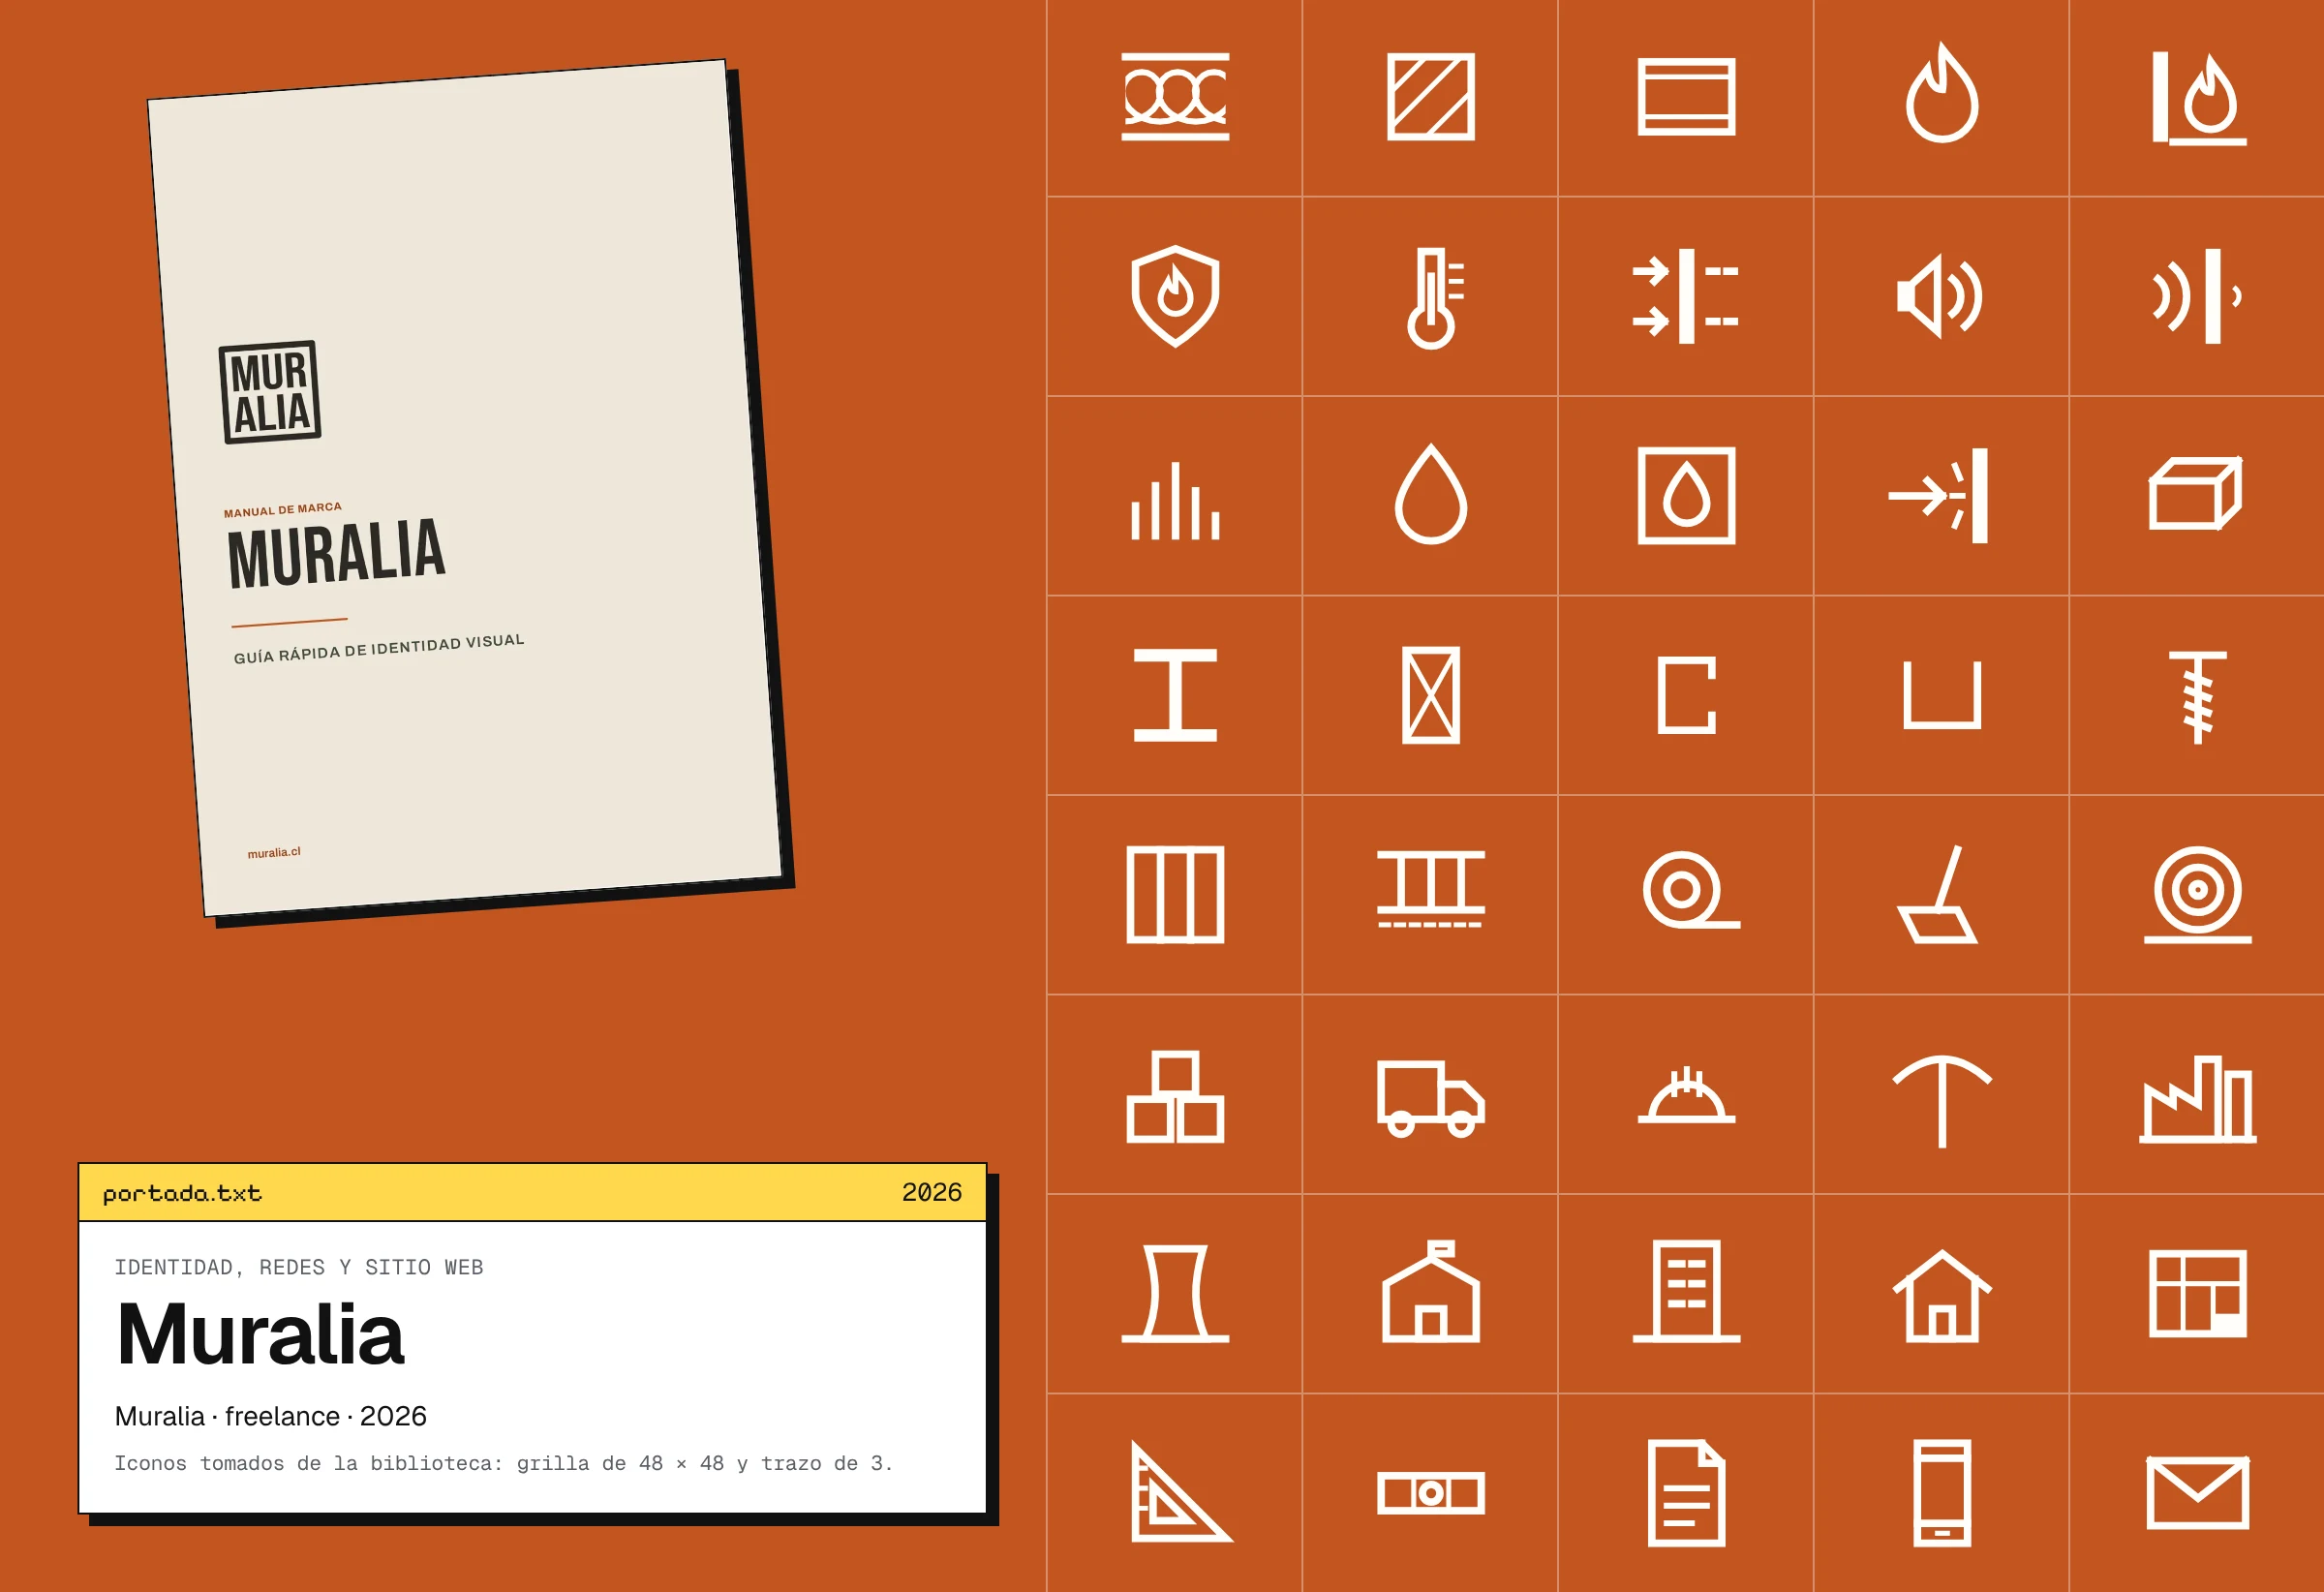 MUR
ALIA
MANUAL DE MARCA
MURALIA
GUÍA RÁPIDA DE IDENTIDAD VISUAL
muralia.cl
portada.txt
2026
IDENTIDAD, REDES Y SITIO WEB
Muralia
Muralia · freelance · 2026
Iconos tomados de la biblioteca: grilla de 48 × 48 y trazo de 3.